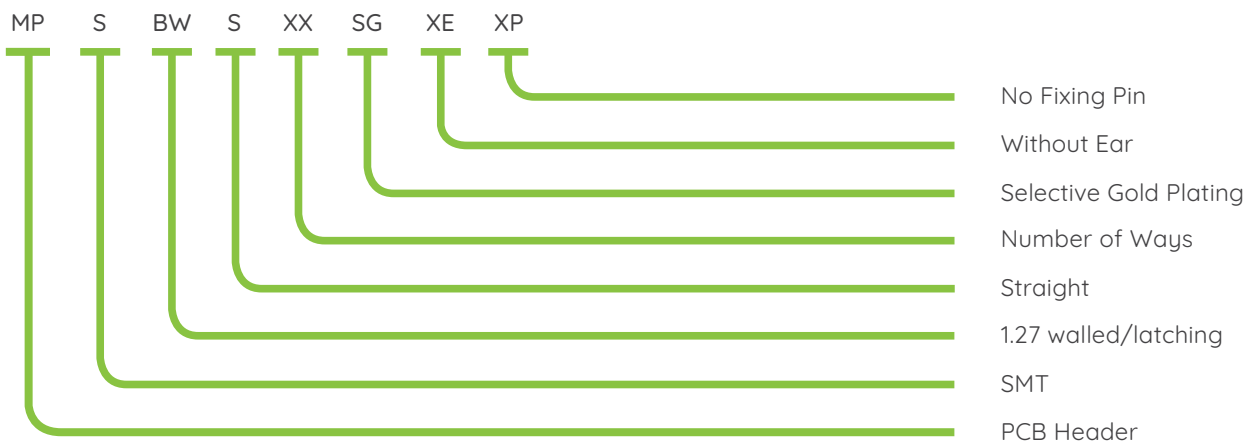 MP S BW S XX SG XE XP
No Fixing Pin
Without Ear
Selective Gold Plating
Number of Ways
Straight
1.27 walled/latching
SMT
PCB Header